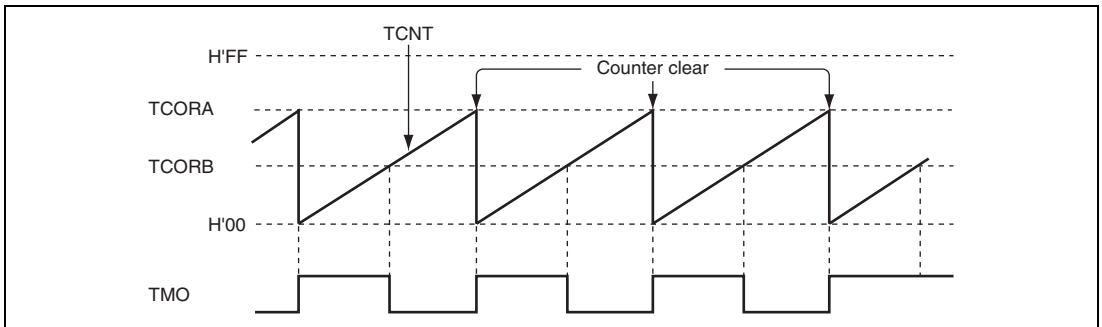 TCNT
H'FF
Counter clear
TCORA
TCORB
H'00
TMO